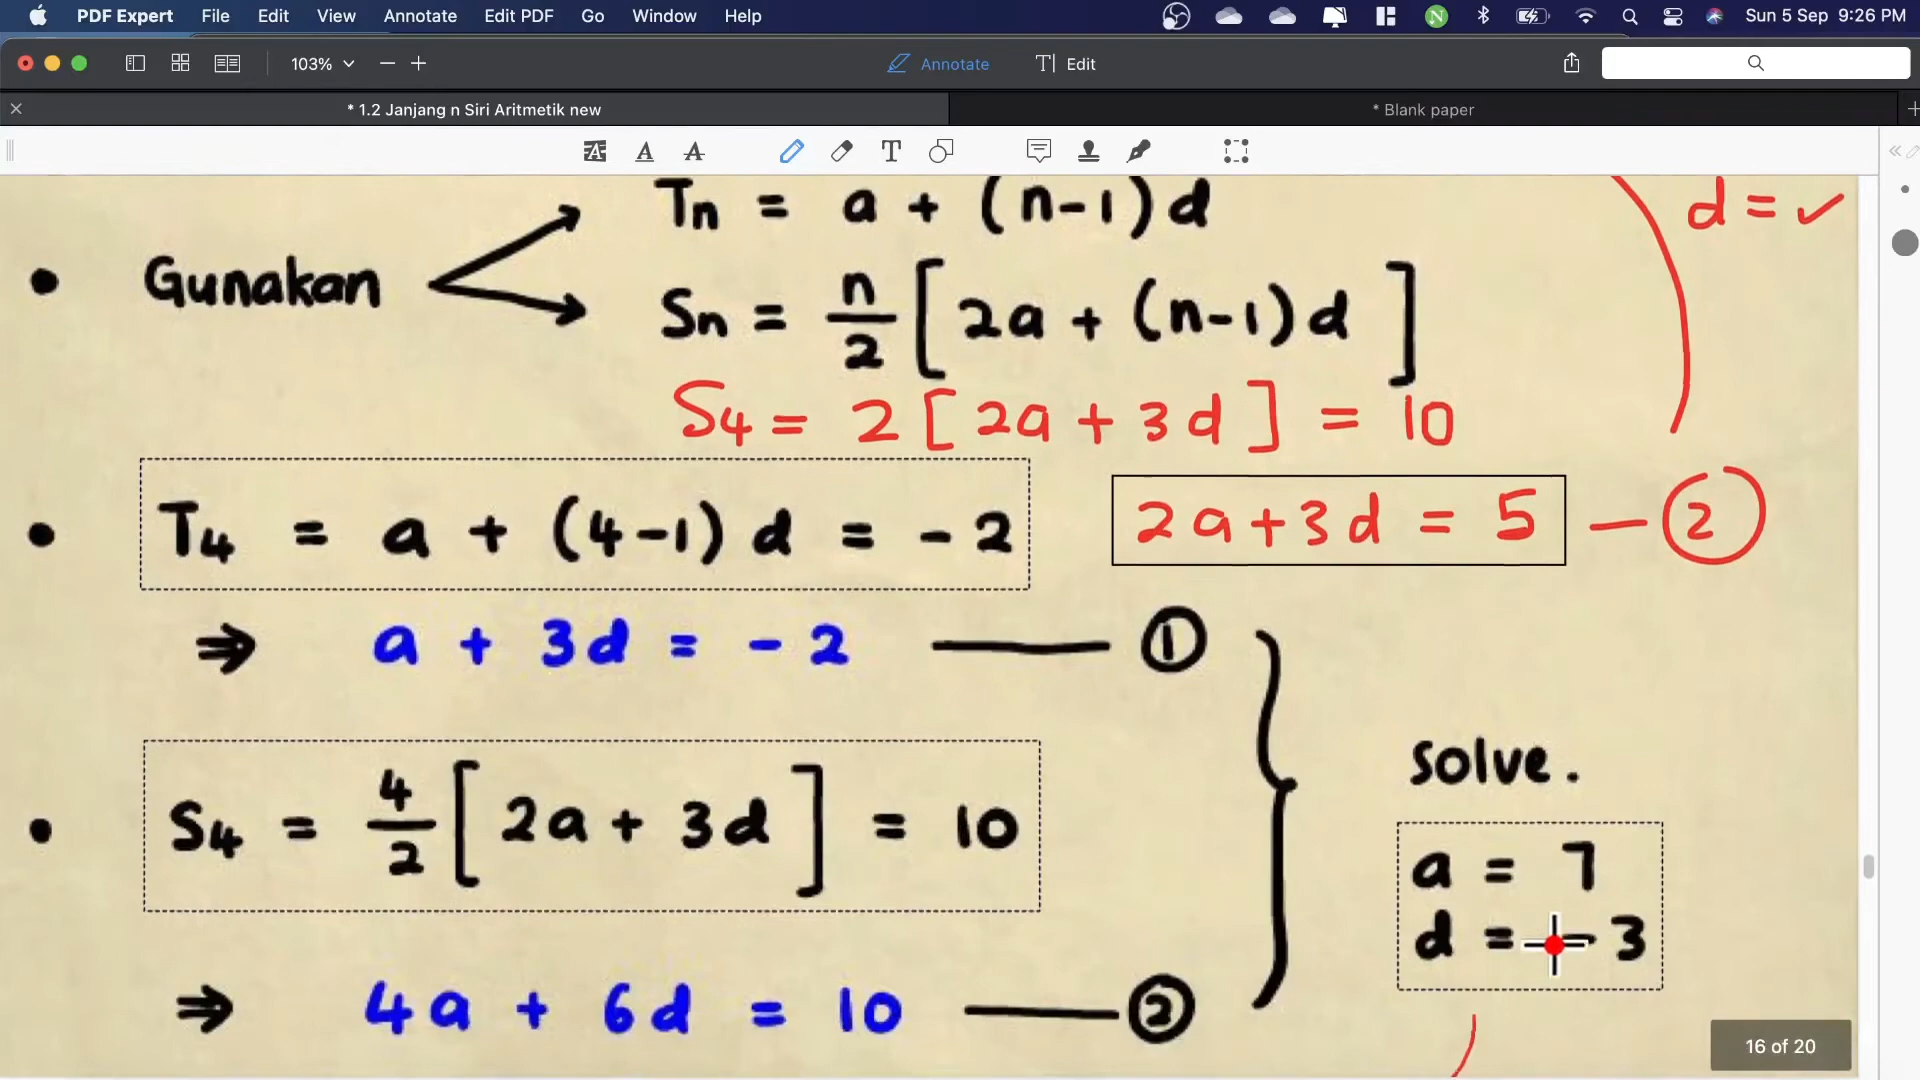 PDF Expert File Edit View Annotate Edit PDF Go Window Help Sun 5 Sep 9:26 PM
103% Annotate Edit
* 1.2 Janjang n Siri Aritmetik new * Blank paper
Tn = a + (n-1)d
d = ✓
• Gunakan
Sn = n/2 [2a + (n-1)d]
S4 = 2[2a + 3d] = 10
• T4 = a + (4-1)d = -2
2a+3d = 5 — ②
⇒ a + 3d = -2 — ①
solve.
• S4 = 4/2 [2a + 3d] = 10
a = 7
d = -3
⇒ 4a + 6d = 10 — ②
16 of 20